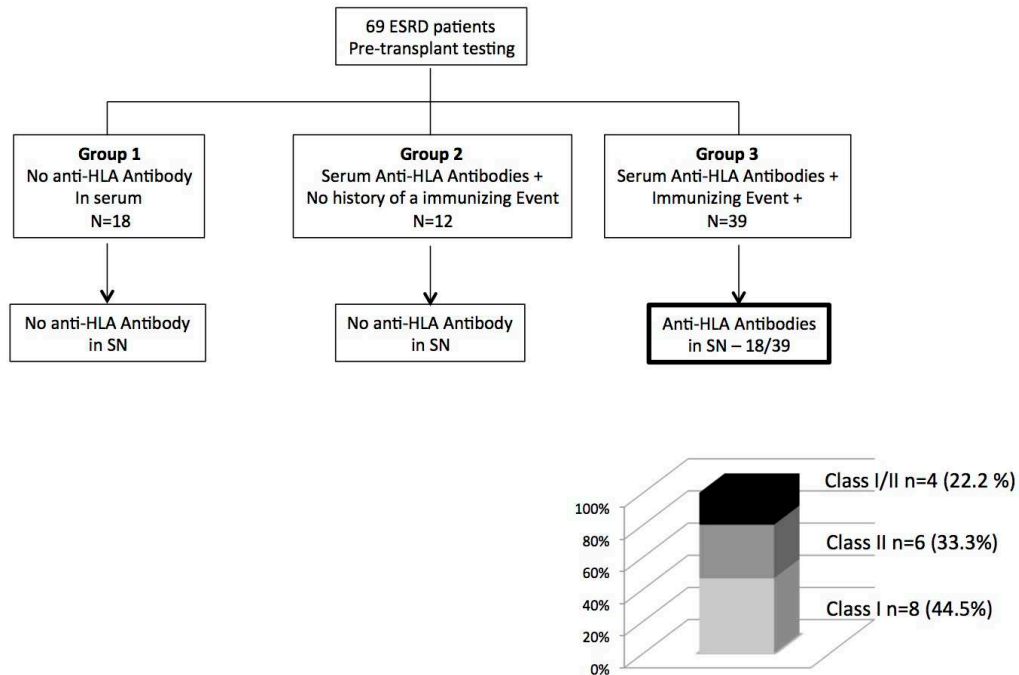 69 ESRD patients
Pre-transplant testing
Group 1
No anti-HLA Antibody
In serum
N=18
Group 2
Serum Anti-HLA Antibodies +
No history of a immunizing Event
N=12
Group 3
Serum Anti-HLA Antibodies +
Immunizing Event +
N=39
No anti-HLA Antibody
in SN
No anti-HLA Antibody
in SN
Anti-HLA Antibodies
in SN – 18/39
100%
80%
60%
40%
20%
0%
Class I/II n=4 (22.2 %)
Class II n=6 (33.3%)
Class I n=8 (44.5%)